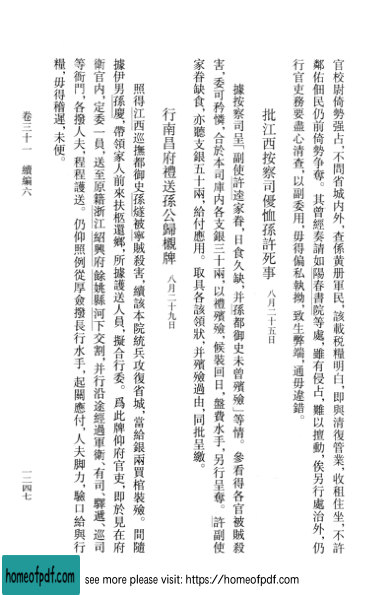 官校尉倚勢强占，不問省城内外，查係黄册軍民，該載税糧明白，即與清復管業，收租住坐，不許
鄰佑佃民仍前倚勢爭奪。其曾經奏請如陽春書院等處，雖有侵占，難以擅動，俟另行處治外，仍
行官吏務要盡心清查，以副委用，毋得偏私執拗，致生弊端，通毋違錯。
批江西按察司優恤孫許死事 八月二十五日
據按察司呈「副使許逵家眷，日食久缺，并孫都御史未曾殯殮」等情。參看得各官被賊殺
害，委可矜憐，合於本司庫内各支銀三十兩，以禮殯殮，候裝回日，盤費水手，另行呈奪。許副使
家眷缺食，亦聽支銀五十兩，給付應用。取具各該領狀，并殯殮過由，同批呈繳。
行南昌府禮送孫公歸櫬牌 八月二十九日
照得江西巡撫都御史孫燧被寧賊殺害，續該本院統兵攻復省城，當給銀兩買棺裝殮。間隨
據伊男孫慶，帶領家人前來扶柩還鄉，所據護送人員，擬合行委。爲此牌仰府官吏，即於見在府
衛官内，定委一員，送至原籍浙江紹興府餘姚縣河下交割，并行沿途經過軍衛、有司、驛遞、巡司
等衙門，各撥人夫，程程護送。仍仰照例從厚僉撥長行水手，起關應付，人夫脚力，驗口給與行
糧，毋得稽遲，未便。
卷三十一 續編六
一二四七
homeofpdf.com
see more please visit: https://homeofpdf.com